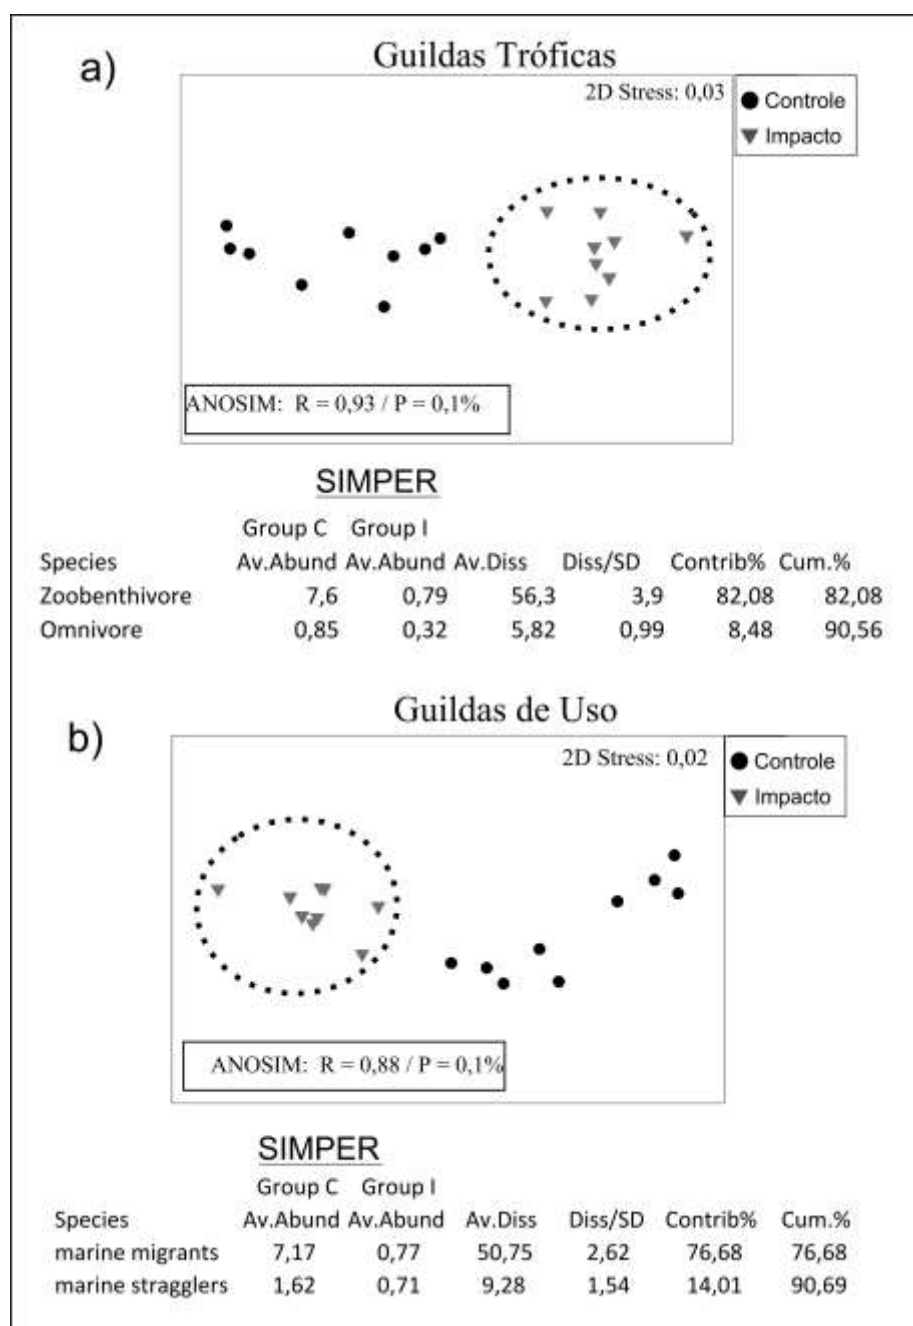 a)
Guildas Tróficas
2D Stress: 0,03
Controle
Impacto
ANOSIM: R = 0,93 / P = 0,1%
SIMPER
Group C Group I
Species Av.Abund Av.Abund Av.Diss Diss/SD Contrib% Cum.%
Zoobenthivore 7,6 0,79 56,3 3,9 82,08 82,08
Omnivore 0,85 0,32 5,82 0,99 8,48 90,56
b)
Guildas de Uso
2D Stress: 0,02
Controle
Impacto
ANOSIM: R = 0,88 / P = 0,1%
SIMPER
Group C Group I
Species Av.Abund Av.Abund Av.Diss Diss/SD Contrib% Cum.%
marine migrants 7,17 0,77 50,75 2,62 76,68 76,68
marine stragglers 1,62 0,71 9,28 1,54 14,01 90,69